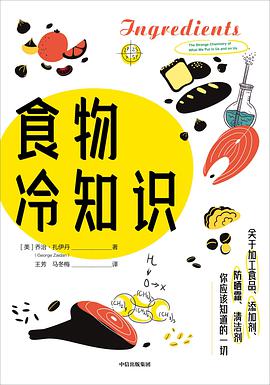 Ingredients
The Strange Chemistry of
What We Put in Us and on Us
食物
冷知识
[美] 乔治·扎伊丹 著
( George Zaidan )
王芳 马冬梅 译
关于加工食品、添加剂、
防晒霜、清洁剂
你应该知道的一切
H
O
X
(CH₂)
(CH₂)
(CH₂)
中信出版集团